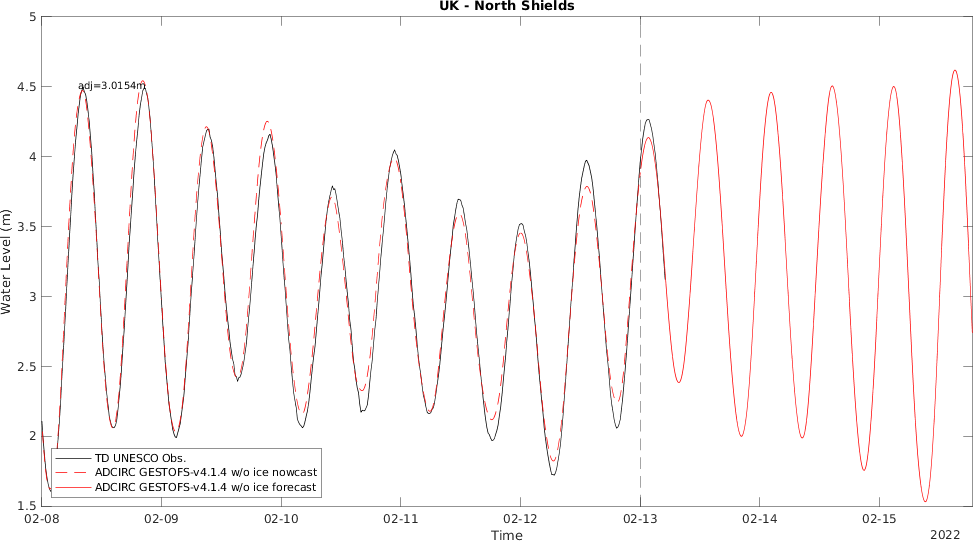 UK - North Shields
5
4.5
4
3.5
3
2.5
2
1.5
Water Level (m)
adj=3.0154m
TD UNESCO Obs.
ADCIRC GESTOFS-v4.1.4 w/o ice nowcast
ADCIRC GESTOFS-v4.1.4 w/o ice forecast
02-08 02-09 02-10 02-11 02-12 02-13 02-14 02-15
Time
2022